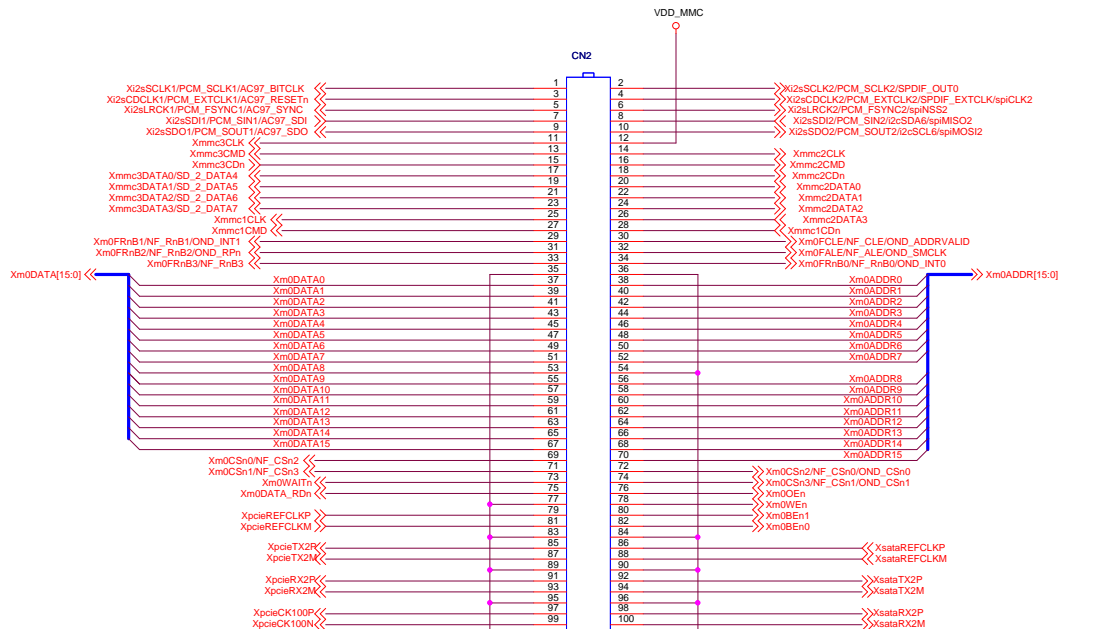 VDD_MMC
CN2
Xi2sSCLK1/PCM_SCLK1/AC97_BITCLK 1 2 Xi2sSCLK2/PCM_SCLK2/SPDIF_OUT0
Xi2sCDCLK1/PCM_EXTCLK1/AC97_RESETn 3 4 Xi2sCDCLK2/PCM_EXTCLK2/SPDIF_EXTCLK/spiCLK2
Xi2sLRCK1/PCM_FSYNC1/AC97_SYNC 5 6 Xi2sLRCK2/PCM_FSYNC2/spiNSS2
Xi2sSDI1/PCM_SIN1/AC97_SDI 7 8 Xi2sSDI2/PCM_SIN2/i2cSDA6/spiMISO2
Xi2sSDO1/PCM_SOUT1/AC97_SDO 9 10 Xi2sSDO2/PCM_SOUT2/i2cSCL6/spiMOSI2
Xmmc3CLK 11 12
Xmmc3CMD 13 14 Xmmc2CLK
Xmmc3CDn 15 16 Xmmc2CMD
Xmmc3DATA0/SD_2_DATA4 17 18 Xmmc2CDn
Xmmc3DATA1/SD_2_DATA5 19 20 Xmmc2DATA0
Xmmc3DATA2/SD_2_DATA6 21 22 Xmmc2DATA1
Xmmc3DATA3/SD_2_DATA7 23 24 Xmmc2DATA2
Xmmc1CLK 25 26 Xmmc2DATA3
Xmmc1CMD 27 28 Xmmc1CDn
Xm0FRnB1/NF_RnB1/OND_INT1 29 30 Xm0FCLE/NF_CLE/OND_ADDRVALID
Xm0FRnB2/NF_RnB2/OND_RPn 31 32 Xm0FALE/NF_ALE/OND_SMCLK
Xm0FRnB3/NF_RnB3 33 34 Xm0FRnB0/NF_RnB0/OND_INT0
Xm0DATA[15:0] 35 36 Xm0ADDR[15:0]
Xm0DATA0 37 38 Xm0ADDR0
Xm0DATA1 39 40 Xm0ADDR1
Xm0DATA2 41 42 Xm0ADDR2
Xm0DATA3 43 44 Xm0ADDR3
Xm0DATA4 45 46 Xm0ADDR4
Xm0DATA5 47 48 Xm0ADDR5
Xm0DATA6 49 50 Xm0ADDR6
Xm0DATA7 51 52 Xm0ADDR7
Xm0DATA8 53 54
Xm0DATA9 55 56 Xm0ADDR8
Xm0DATA10 57 58 Xm0ADDR9
Xm0DATA11 59 60 Xm0ADDR10
Xm0DATA12 61 62 Xm0ADDR11
Xm0DATA13 63 64 Xm0ADDR12
Xm0DATA14 65 66 Xm0ADDR13
Xm0DATA15 67 68 Xm0ADDR14
Xm0CSn0/NF_CSn2 69 70 Xm0ADDR15
Xm0CSn1/NF_CSn3 71 72 Xm0CSn2/NF_CSn0/OND_CSn0
Xm0WAITn 73 74 Xm0CSn3/NF_CSn1/OND_CSn1
Xm0DATA_RDn 75 76 Xm0OEn
77 78 Xm0WEn
XpcieREFCLKP 79 80 Xm0BEn1
XpcieREFCLKM 81 82 Xm0BEn0
83 84
XpcieTX2P 85 86 XsataREFCLKP
XpcieTX2M 87 88 XsataREFCLKM
89 90
XpcieRX2P 91 92 XsataTX2P
XpcieRX2M 93 94 XsataTX2M
95 96
XpcieCK100P 97 98 XsataRX2P
XpcieCK100N 99 100 XsataRX2M